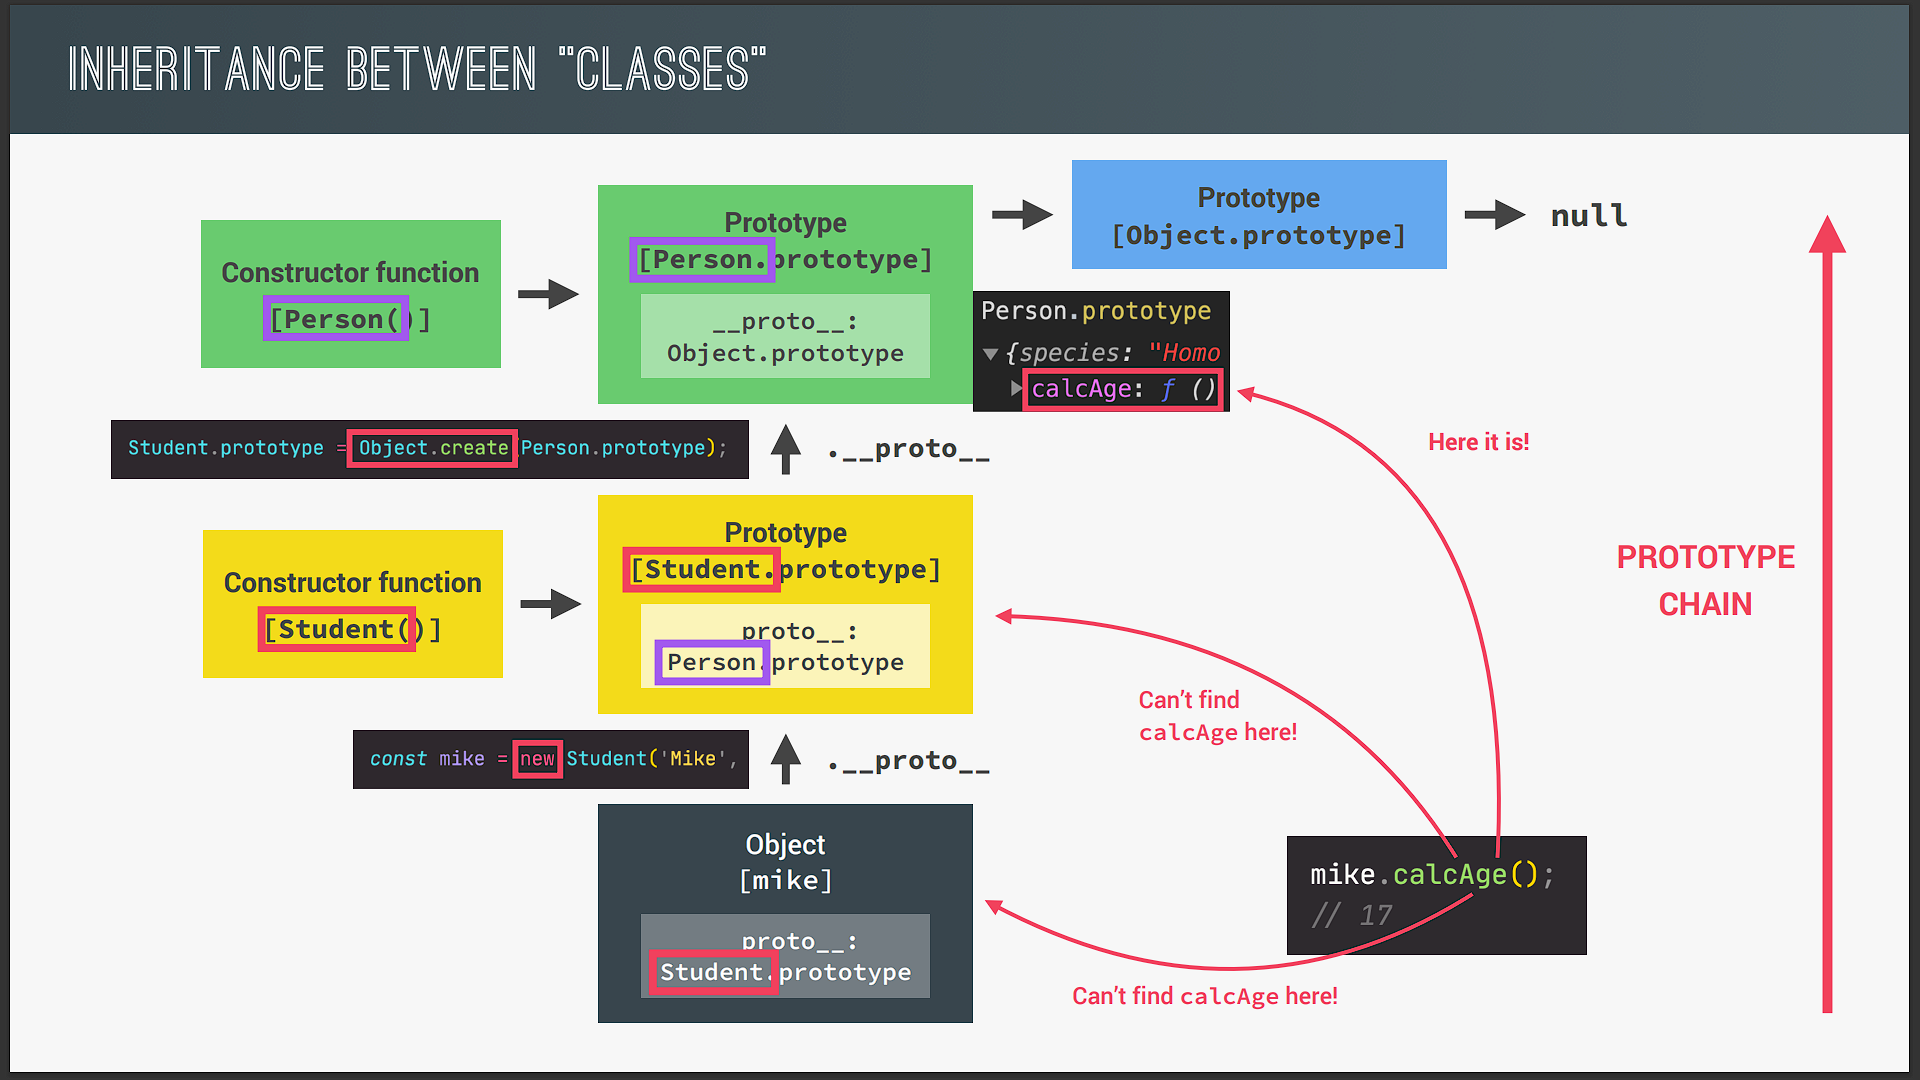 INHERITANCE BETWEEN "CLASSES"
Prototype
[Object.prototype]
null
Prototype
[Person.prototype]
__proto__:
Object.prototype
Constructor function
[Person()]
Person.prototype
{species: "Homo
calcAge: ƒ ()
Here it is!
Student.prototype = Object.create(Person.prototype);
.__proto__
Prototype
[Student.prototype]
__proto__:
Person.prototype
Constructor function
[Student()]
PROTOTYPE
CHAIN
Can't find
calcAge here!
const mike = new Student('Mike',
.__proto__
Object
[mike]
__proto__:
Student.prototype
mike.calcAge();
// 17
Can't find calcAge here!